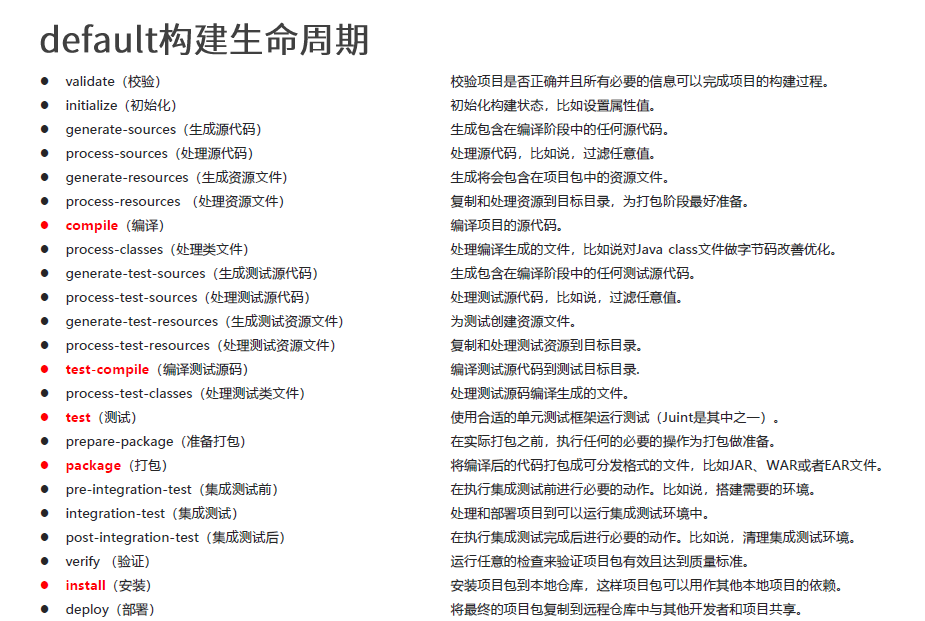 default构建生命周期
● validate（校验） 校验项目是否正确并且所有必要的信息可以完成项目的构建过程。
● initialize（初始化） 初始化构建状态，比如设置属性值。
● generate-sources（生成源代码） 生成包含在编译阶段中的任何源代码。
● process-sources（处理源代码） 处理源代码，比如说，过滤任意值。
● generate-resources（生成资源文件） 生成将会包含在项目包中的资源文件。
● process-resources （处理资源文件） 复制和处理资源到目标目录，为打包阶段最好准备。
● compile（编译） 编译项目的源代码。
● process-classes（处理类文件） 处理编译生成的文件，比如说对Java class文件做字节码改善优化。
● generate-test-sources（生成测试源代码） 生成包含在编译阶段中的任何测试源代码。
● process-test-sources（处理测试源代码） 处理测试源代码，比如说，过滤任意值。
● generate-test-resources（生成测试资源文件） 为测试创建资源文件。
● process-test-resources（处理测试资源文件） 复制和处理测试资源到目标目录。
● test-compile（编译测试源码） 编译测试源代码到测试目标目录.
● process-test-classes（处理测试类文件） 处理测试源码编译生成的文件。
● test（测试） 使用合适的单元测试框架运行测试（Juint是其中之一）。
● prepare-package（准备打包） 在实际打包之前，执行任何的必要的操作为打包做准备。
● package（打包） 将编译后的代码打包成可分发格式的文件，比如JAR、WAR或者EAR文件。
● pre-integration-test（集成测试前） 在执行集成测试前进行必要的动作。比如说，搭建需要的环境。
● integration-test（集成测试） 处理和部署项目到可以运行集成测试环境中。
● post-integration-test（集成测试后） 在执行集成测试完成后进行必要的动作。比如说，清理集成测试环境。
● verify （验证） 运行任意的检查来验证项目包有效且达到质量标准。
● install（安装） 安装项目包到本地仓库，这样项目包可以用作其他本地项目的依赖。
● deploy（部署） 将最终的项目包复制到远程仓库中与其他开发者和项目共享。